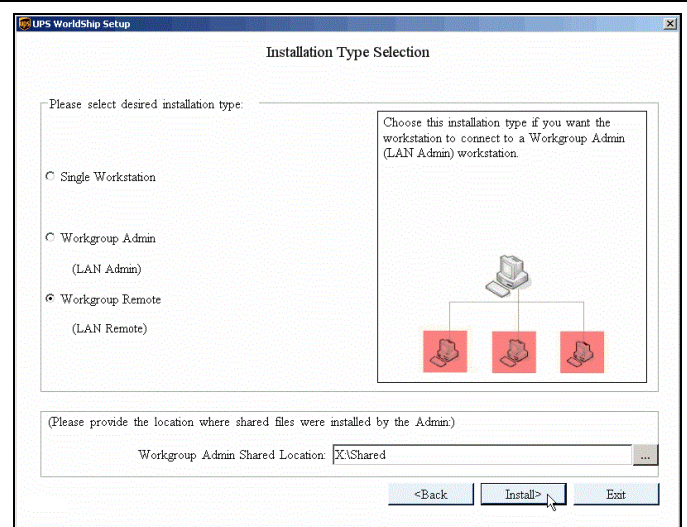 UPS WorldShip Setup
Installation Type Selection
Please select desired installation type:
Choose this installation type if you want the
workstation to connect to a Workgroup Admin
(LAN Admin) workstation.
Single Workstation
Workgroup Admin
(LAN Admin)
Workgroup Remote
(LAN Remote)
(Please provide the location where shared files were installed by the Admin:)
Workgroup Admin Shared Location: X:\Shared ...
<Back Install> Exit